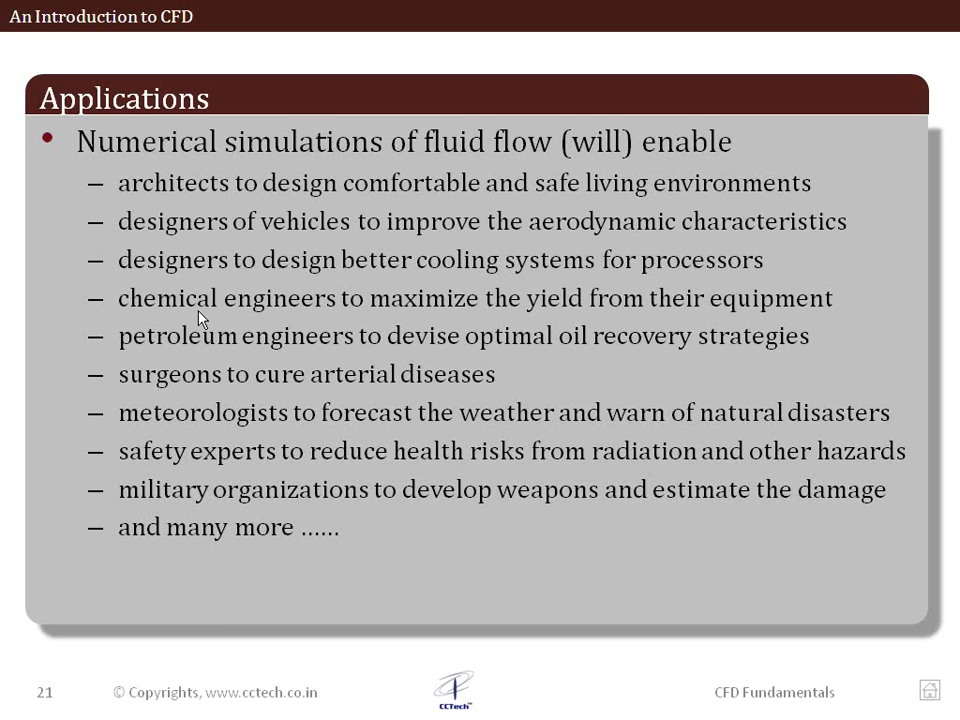 An Introduction to CFD
Applications
• Numerical simulations of fluid flow (will) enable
– architects to design comfortable and safe living environments
– designers of vehicles to improve the aerodynamic characteristics
– designers to design better cooling systems for processors
– chemical engineers to maximize the yield from their equipment
– petroleum engineers to devise optimal oil recovery strategies
– surgeons to cure arterial diseases
– meteorologists to forecast the weather and warn of natural disasters
– safety experts to reduce health risks from radiation and other hazards
– military organizations to develop weapons and estimate the damage
– and many more ......
21 © Copyrights, www.cctech.co.in CCTech™ CFD Fundamentals